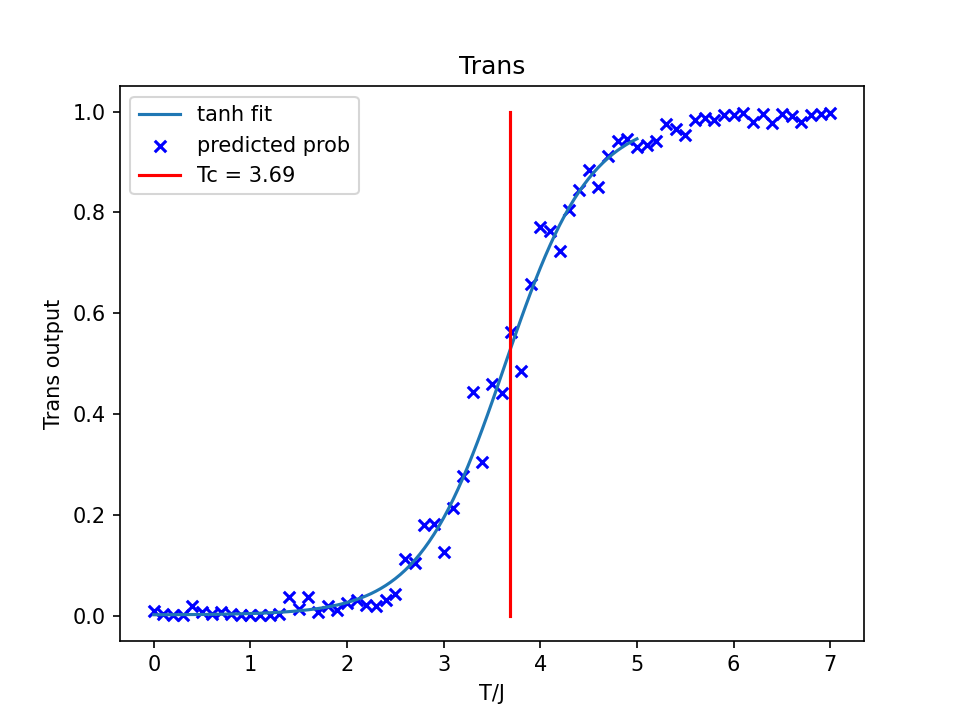 Trans
tanh fit
predicted prob
Tc = 3.69
1.0
0.8
0.6
0.4
0.2
0.0
Trans output
0 1 2 3 4 5 6 7
T/J